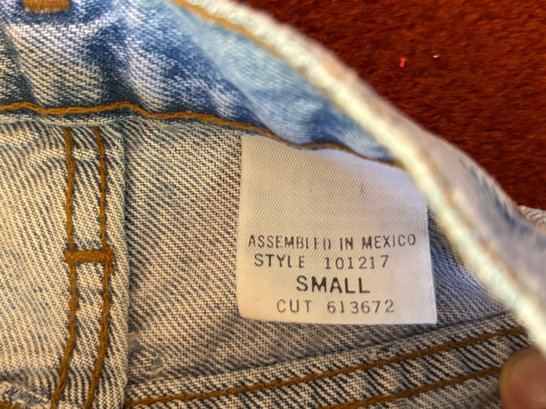 ASSEMBLED IN MEXICO
STYLE 101217
SMALL
CUT 613672